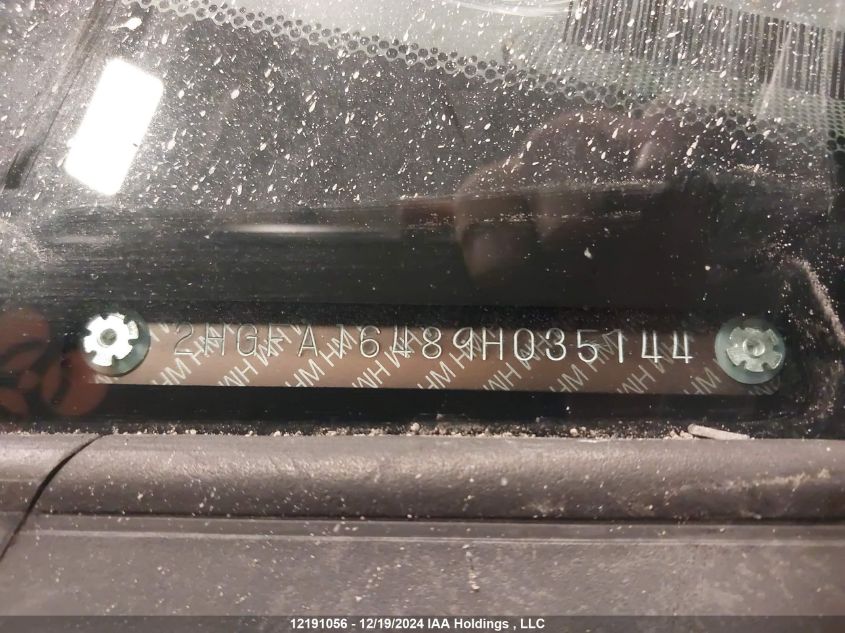 2HGFA16489H035144
12191056 - 12/19/2024 IAA Holdings , LLC